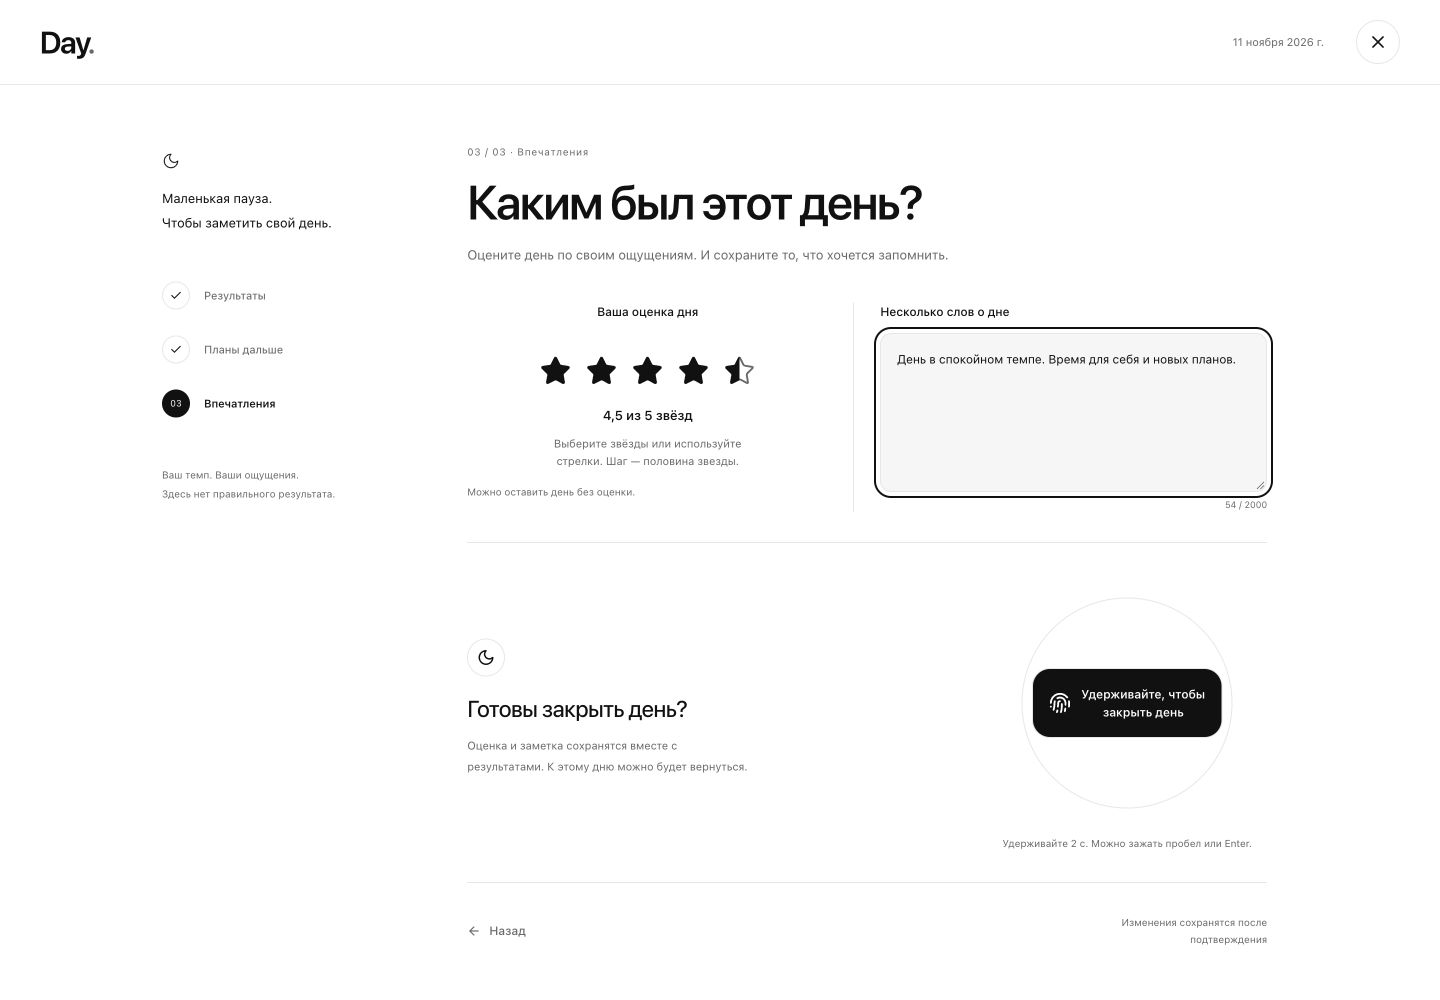 Day.
11 ноября 2026 г.
Маленькая пауза.
Чтобы заметить свой день.
Результаты
Планы дальше
03
Впечатления
Ваш темп. Ваши ощущения.
Здесь нет правильного результата.
03 / 03 · Впечатления
Каким был этот день?
Оцените день по своим ощущениям. И сохраните то, что хочется запомнить.
Ваша оценка дня
4,5 из 5 звёзд
Выберите звёзды или используйте
стрелки. Шаг — половина звезды.
Можно оставить день без оценки.
Несколько слов о дне
День в спокойном темпе. Время для себя и новых планов.
54 / 2000
Готовы закрыть день?
Оценка и заметка сохранятся вместе с
результатами. К этому дню можно будет вернуться.
Удерживайте, чтобы
закрыть день
Удерживайте 2 с. Можно зажать пробел или Enter.
Назад
Изменения сохранятся после
подтверждения